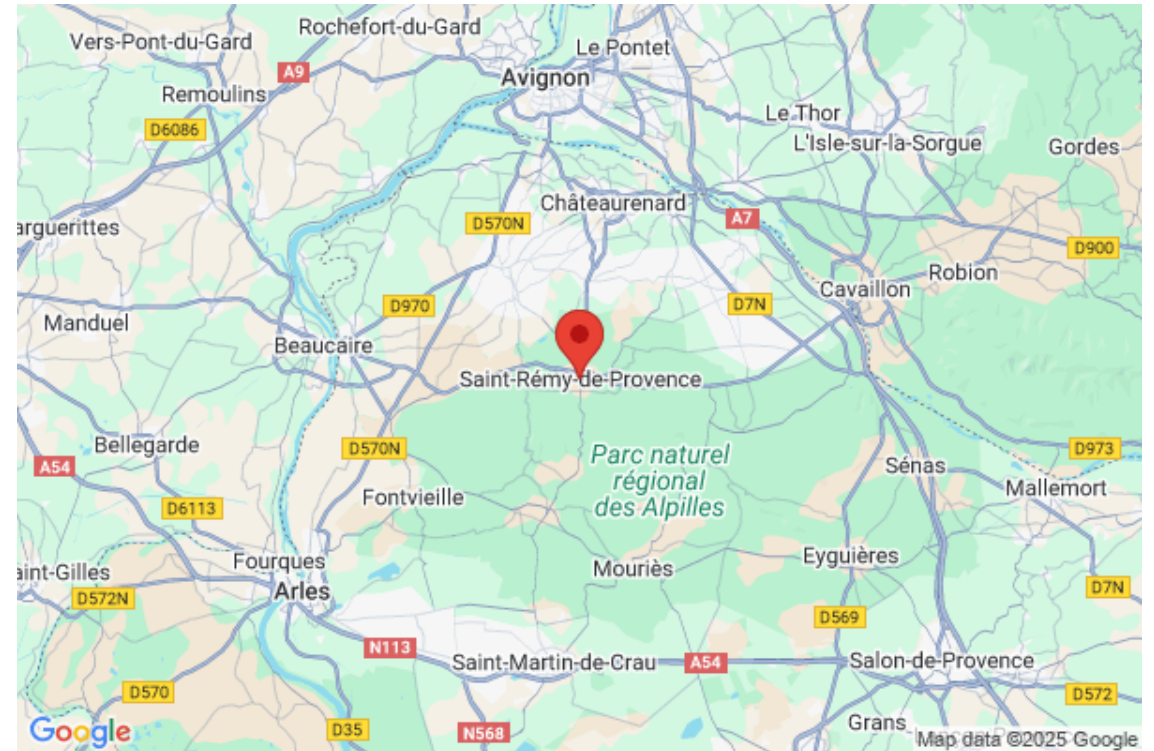 Rochefort-du-Gard
Vers-Pont-du-Gard
Le Pontet
A9
Avignon
Remoulins
Le Thor
D6086
L'Isle-sur-la-Sorgue
Gordes
Châteaurenard
A7
arguerittes
D570N
D900
Robion
Cavaillon
D970
D7N
Manduel
Beaucaire
Saint-Rémy-de-Provence
Bellegarde
D570N
D973
Parc naturel
régional
des Alpilles
A54
Sénas
Mallemort
Fontvieille
D6113
Fourques
Eyguières
aint-Gilles
Mouriès
Arles
D7N
D572N
D569
N113
Saint-Martin-de-Crau
A54
Salon-de-Provence
D570
D572
Google
D35
N568
Grans
Map data ©2025 Google